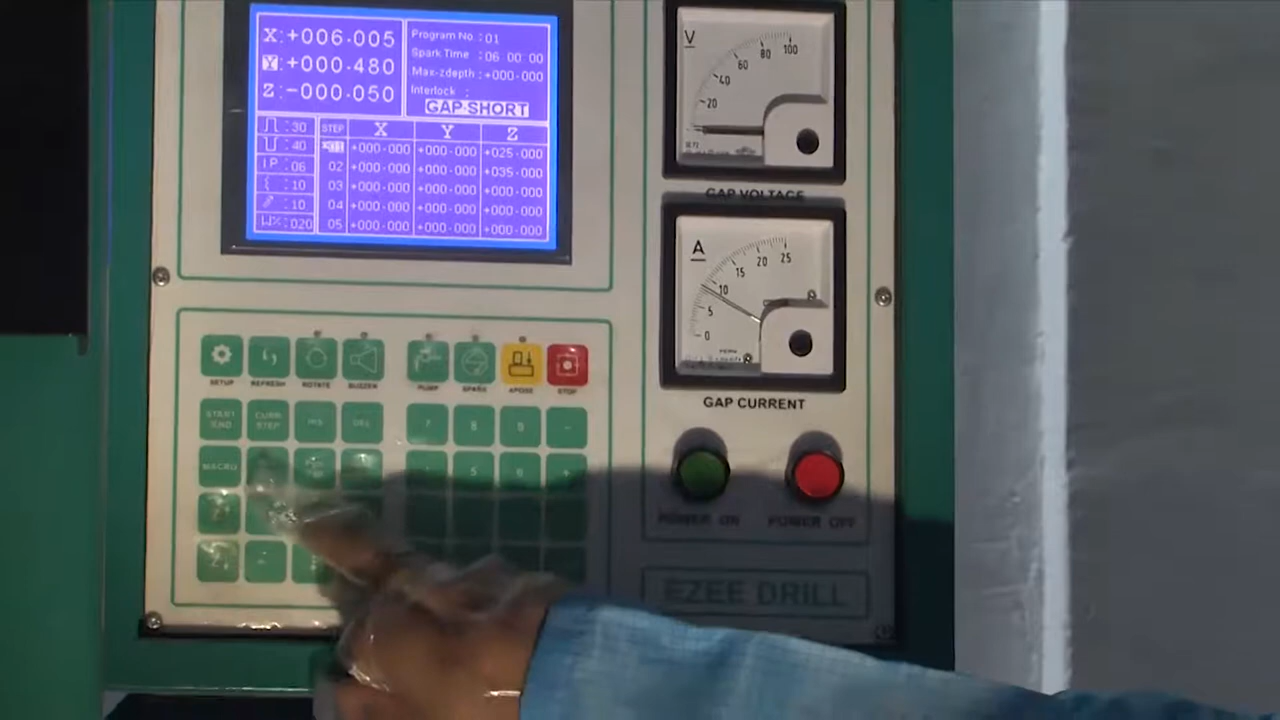 X:+006.005
Y:+000.480
Z:-000.050
Program No.:01
Spark Time :06 00:00
Max-zdepth :+000-000
Interlock :
GAP SHORT
:30
:40
IP:06
:10
:10
W%:020
STEP X Y Z
01 +000-000 +000-000 +025-000
02 +000-000 +000-000 +035-000
03 +000-000 +000-000 +000-000
04 +000-000 +000-000 +000-000
05 +000-000 +000-000 +000-000
V
20 40 60 80 100
GAP VOLTAGE
A
0 5 10 15 20 25
GAP CURRENT
SETUP REFRESH ROTATE BUZZER PUMP SPARK STOP
START END CURR STEP INS DEL 7 8 9 -
MACRO 5 6 +
POWER ON POWER OFF
EZEE DRILL